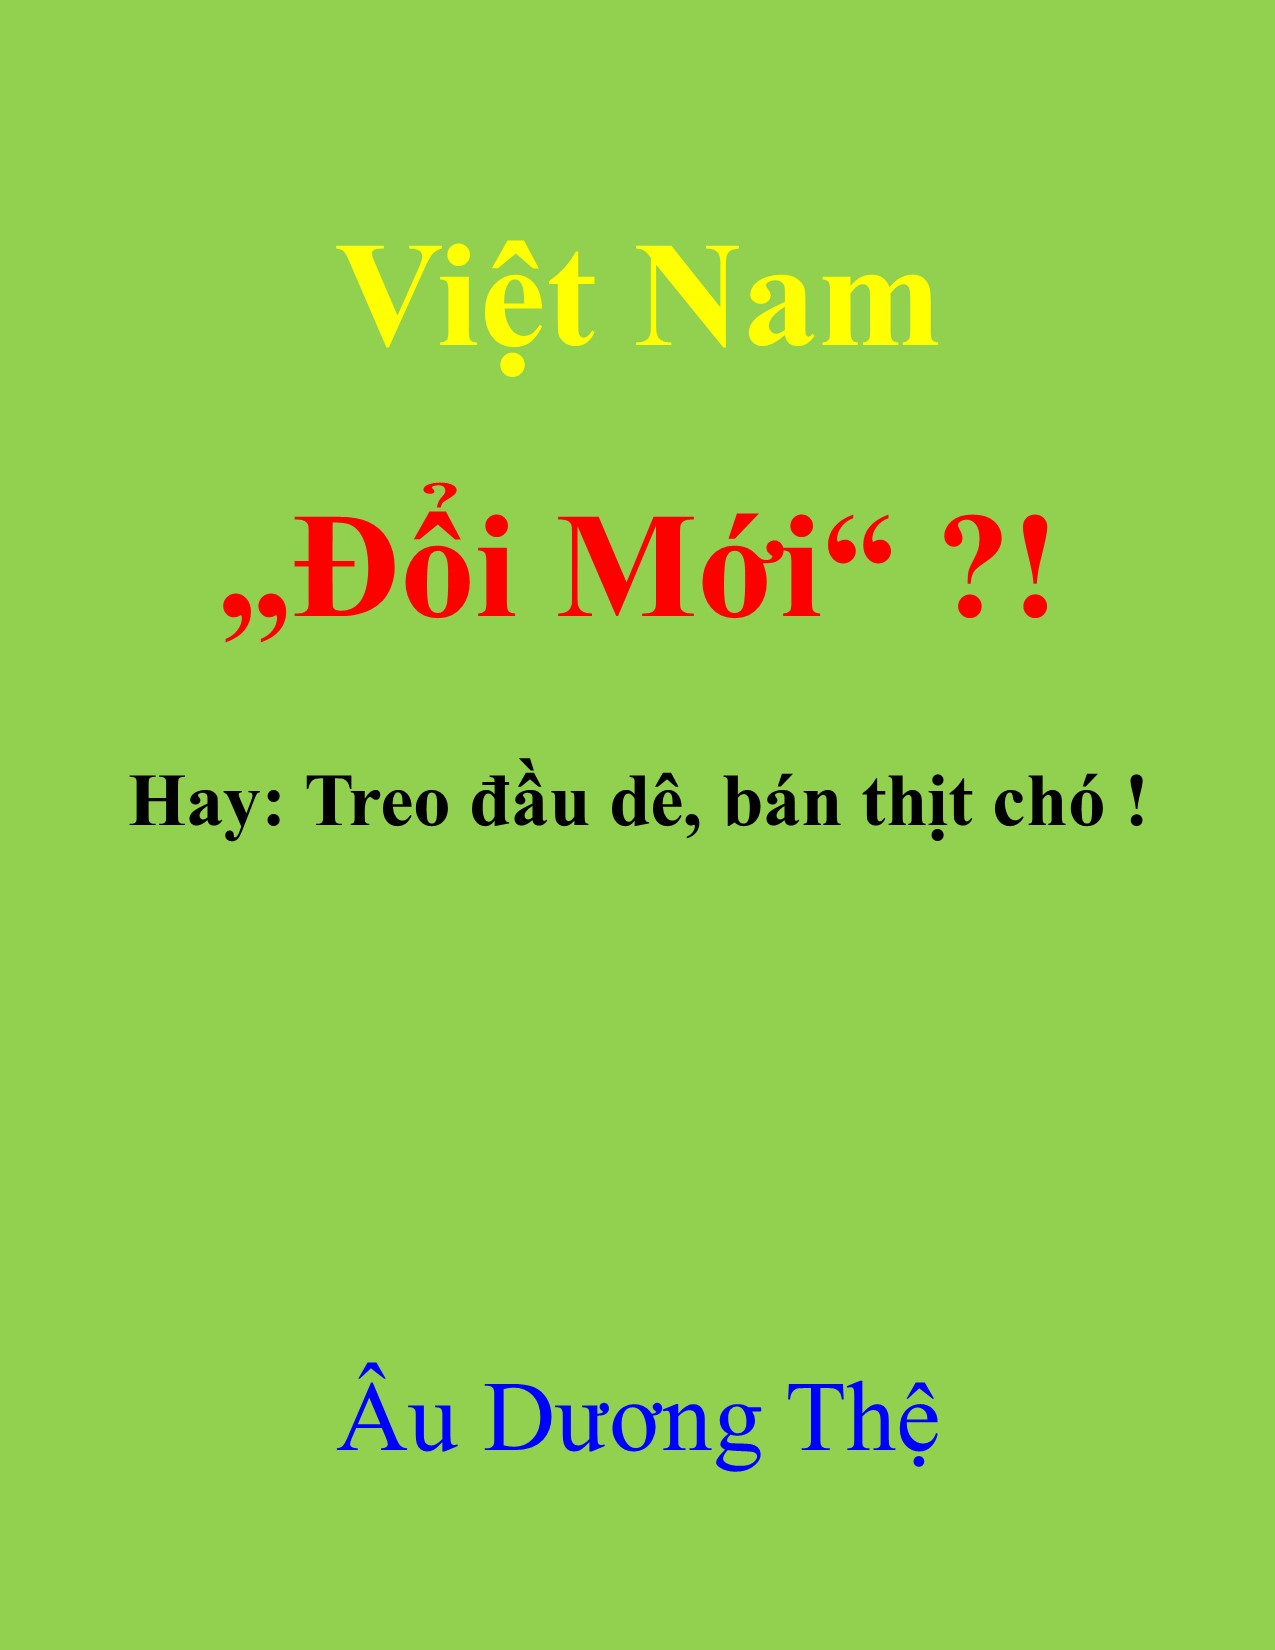 Việt Nam
„Đổi Mới“ ?!
Hay: Treo đầu dê, bán thịt chó !
Âu Dương Thệ